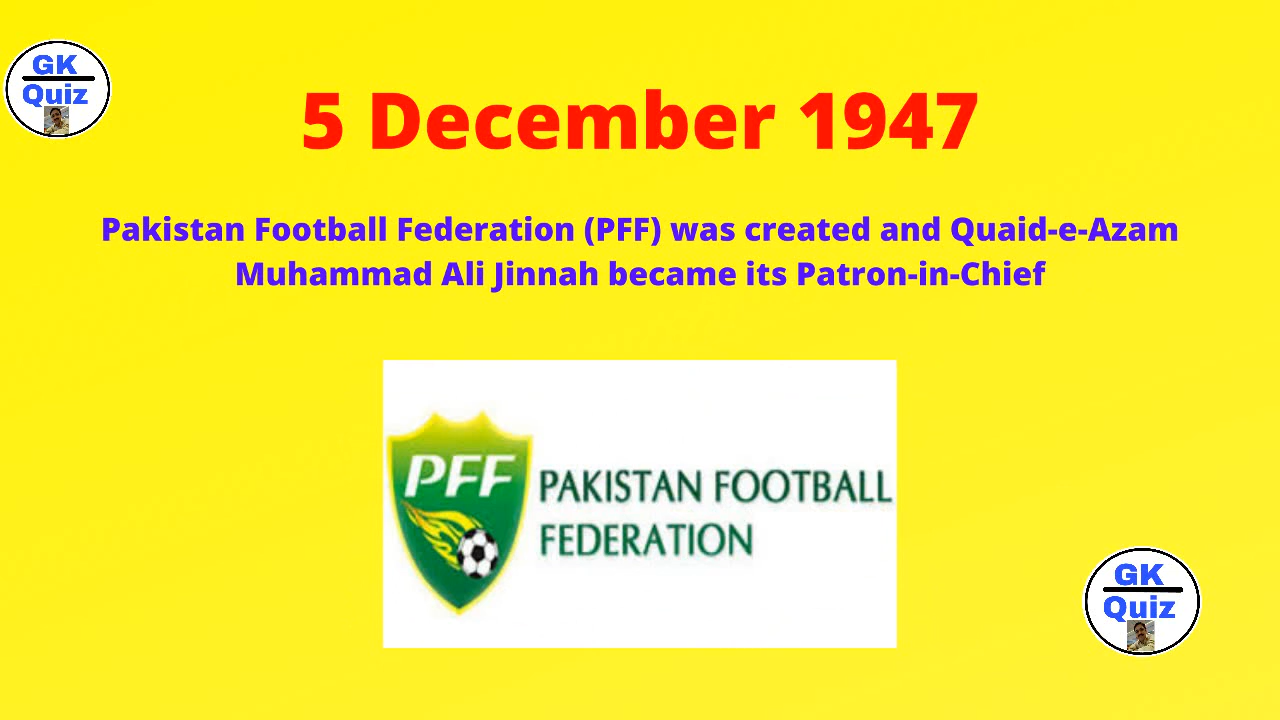 GK
Quiz
5 December 1947
Pakistan Football Federation (PFF) was created and Quaid-e-Azam
Muhammad Ali Jinnah became its Patron-in-Chief
PFF
PAKISTAN FOOTBALL
FEDERATION
GK
Quiz